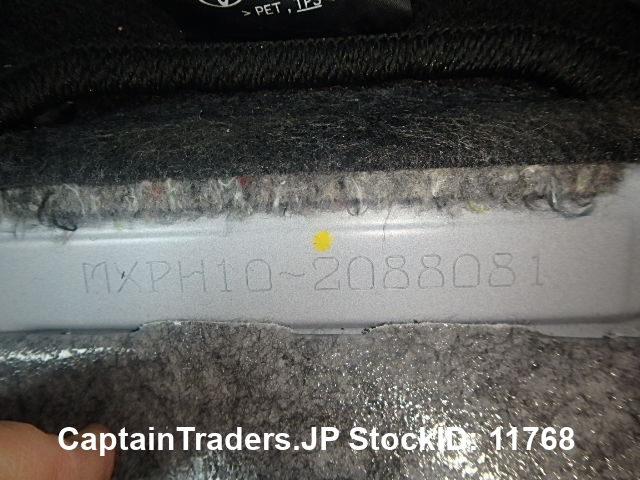 > PET , TPS
MXPH10~2088081
CaptainTraders.JP StockID: 11768